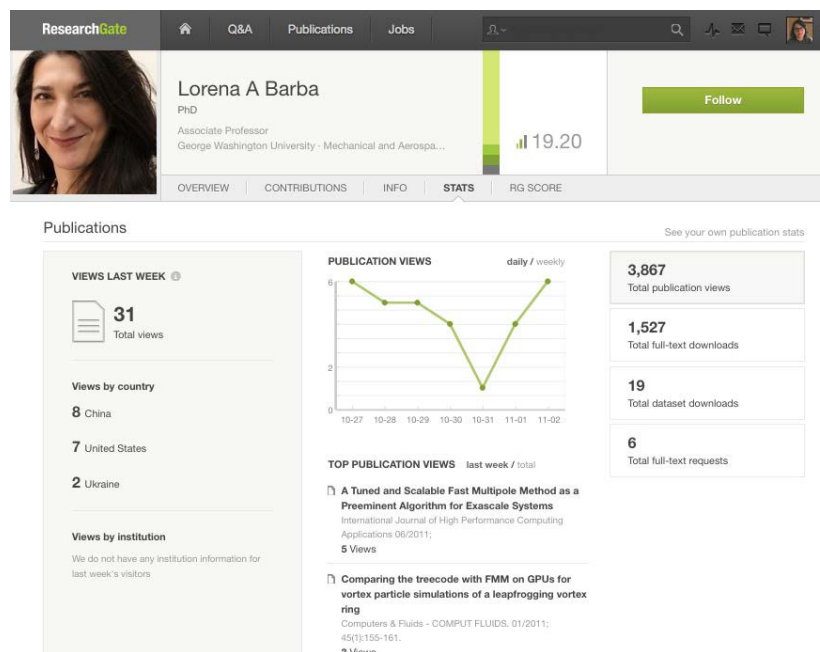 ResearchGate
Q&A
Publications
Jobs
Lorena A Barba
PhD
Associate Professor
George Washington University · Mechanical and Aerospa...
19.20
Follow
OVERVIEW
CONTRIBUTIONS
INFO
STATS
RG SCORE
Publications
See your own publication stats
VIEWS LAST WEEK
31
Total views
Views by country
8 China
7 United States
2 Ukraine
Views by institution
We do not have any institution information for
last week's visitors
PUBLICATION VIEWS
daily / weekly
6
2
0
10-27 10-28 10-29 10-30 10-31 11-01 11-02
TOP PUBLICATION VIEWS last week / total
A Tuned and Scalable Fast Multipole Method as a
Preeminent Algorithm for Exascale Systems
International Journal of High Performance Computing
Applications 06/2011;
5 Views
Comparing the treecode with FMM on GPUs for
vortex particle simulations of a leapfrogging vortex
ring
Computers & Fluids - COMPUT FLUIDS. 01/2011;
45(1):155-161.
Views
3,867
Total publication views
1,527
Total full-text downloads
19
Total dataset downloads
6
Total full-text requests